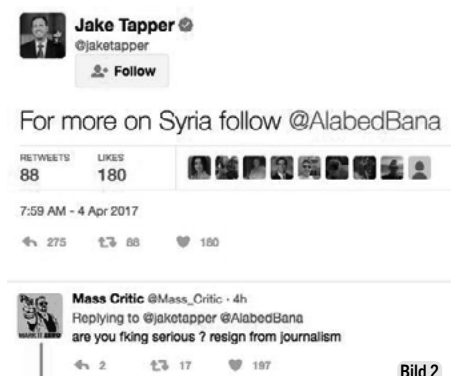 Jake Tapper
@jaketapper
Follow
For more on Syria follow @AlabedBana
RETWEETS LIKES
88 180
7:59 AM - 4 Apr 2017
275 88 180
Mass Critic @Mass_Critic · 4h
Replying to @jaketapper @AlabedBana
are you fking serious ? resign from journalism
2 17 197
Bild 2